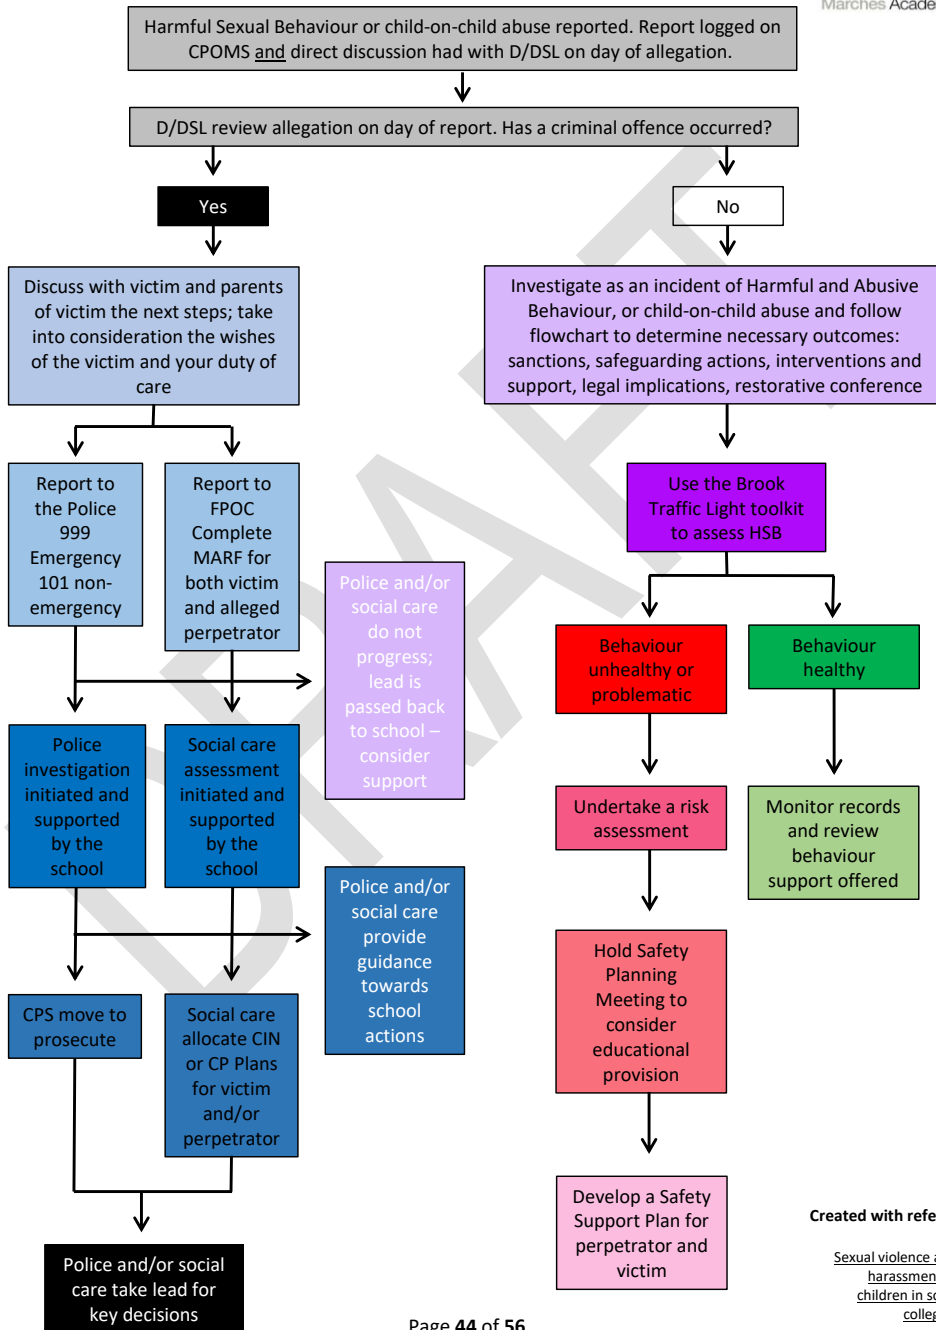 Marches Academ
Harmful Sexual Behaviour or child-on-child abuse reported. Report logged on
CPOMS and direct discussion had with D/DSL on day of allegation.
D/DSL review allegation on day of report. Has a criminal offence occurred?
Yes
No
Discuss with victim and parents
of victim the next steps; take
into consideration the wishes
of the victim and your duty of
care
Investigate as an incident of Harmful and Abusive
Behaviour, or child-on-child abuse and follow
flowchart to determine necessary outcomes:
sanctions, safeguarding actions, interventions and
support, legal implications, restorative conference
Report to
the Police
999
Emergency
101 non-
emergency
Report to
FPOC
Complete
MARF for
both victim
and alleged
perpetrator
Use the Brook
Traffic Light toolkit
to assess HSB
Police and/or
social care
do not
progress;
lead is
passed back
to school –
consider
support
Behaviour
unhealthy or
problematic
Behaviour
healthy
Police
investigation
initiated and
supported
by the
school
Social care
assessment
initiated and
supported
by the
school
Undertake a risk
assessment
Monitor records
and review
behaviour
support offered
Police and/or
social care
provide
guidance
towards
school
actions
Hold Safety
Planning
Meeting to
consider
educational
provision
CPS move to
prosecute
Social care
allocate CIN
or CP Plans
for victim
and/or
perpetrator
Develop a Safety
Support Plan for
perpetrator and
victim
Police and/or social
care take lead for
key decisions
Created with refe
Sexual violence a
harassment
children in sc
colleg
Page 44 of 56
DRAFT